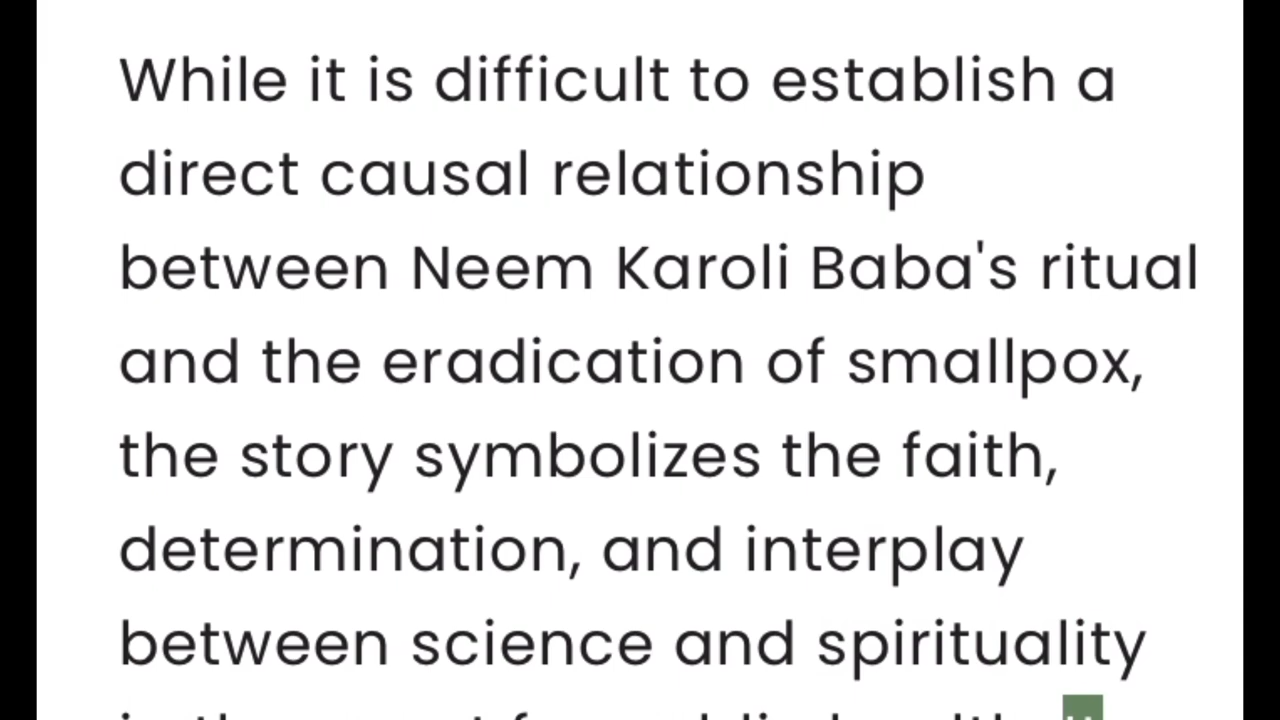 While it is difficult to establish a
direct causal relationship
between Neem Karoli Baba's ritual
and the eradication of smallpox,
the story symbolizes the faith,
determination, and interplay
between science and spirituality